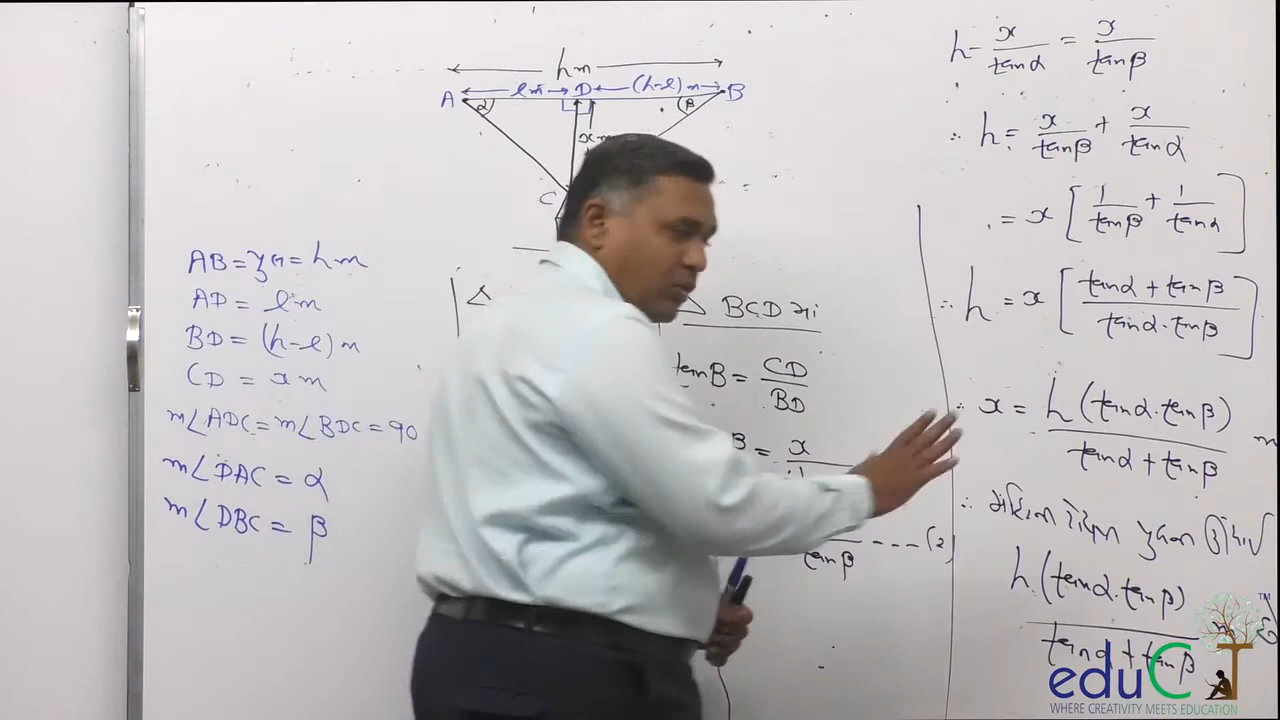 h m
l m D (h-l) m
A α β B
x m
C
AB = પુલ = h m
AD = l m
BD = (h-l) m
CD = x m
m∠ADC = m∠BDC = 90
m∠DAC = α
m∠DBC = β
△
△ BCD માં
tan B = CD / BD
β = x
tan β ---- (2)
h - x / tan α = x / tan β
∴ h = x / tan β + x / tan α
= x [ 1 / tan β + 1 / tan α ]
∴ h = x [ tan α + tan β / tan α · tan β ]
∴ x = h (tan α · tan β) / tan α + tan β m
∴
h (tan α · tan β) / tan α + tan β
eduCT
TM
WHERE CREATIVITY MEETS EDUCATION